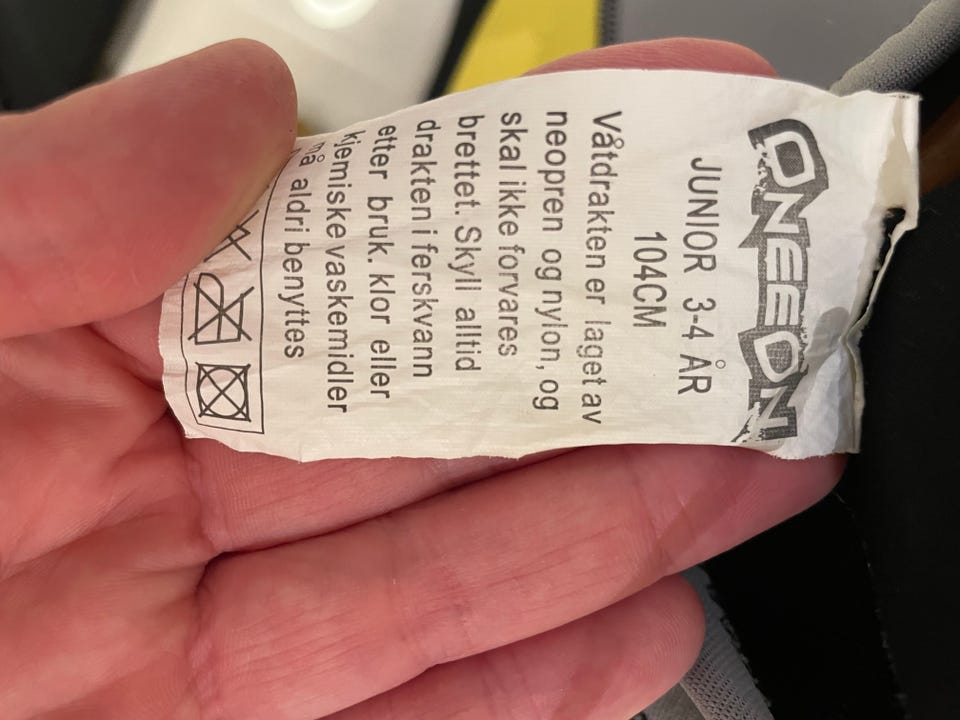 ONEEON
JUNIOR 3-4 ÅR
104CM
Våtdrakten er laget av
neopren og nylon, og
skal ikke forvares
brettet. Skyll alltid
drakten i ferskvann
etter bruk. klor eller
kjemiske vaskemidler
må aldri benyttes